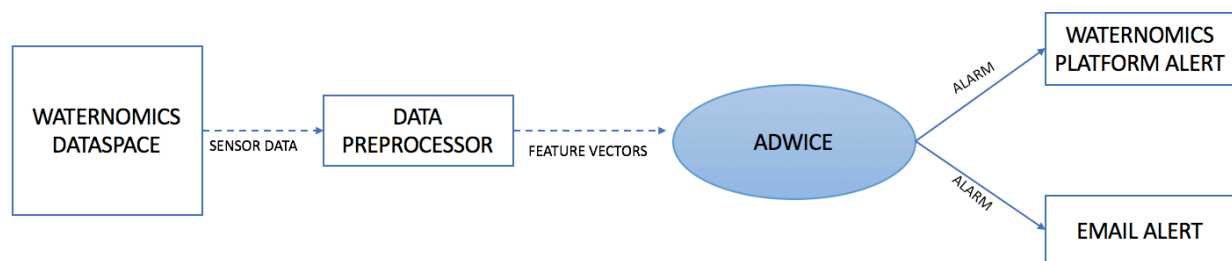 WATERNOMICS
DATASPACE
SENSOR DATA
DATA
PREPROCESSOR
FEATURE VECTORS
ADWICE
ALARM
WATERNOMICS
PLATFORM ALERT
ALARM
EMAIL ALERT